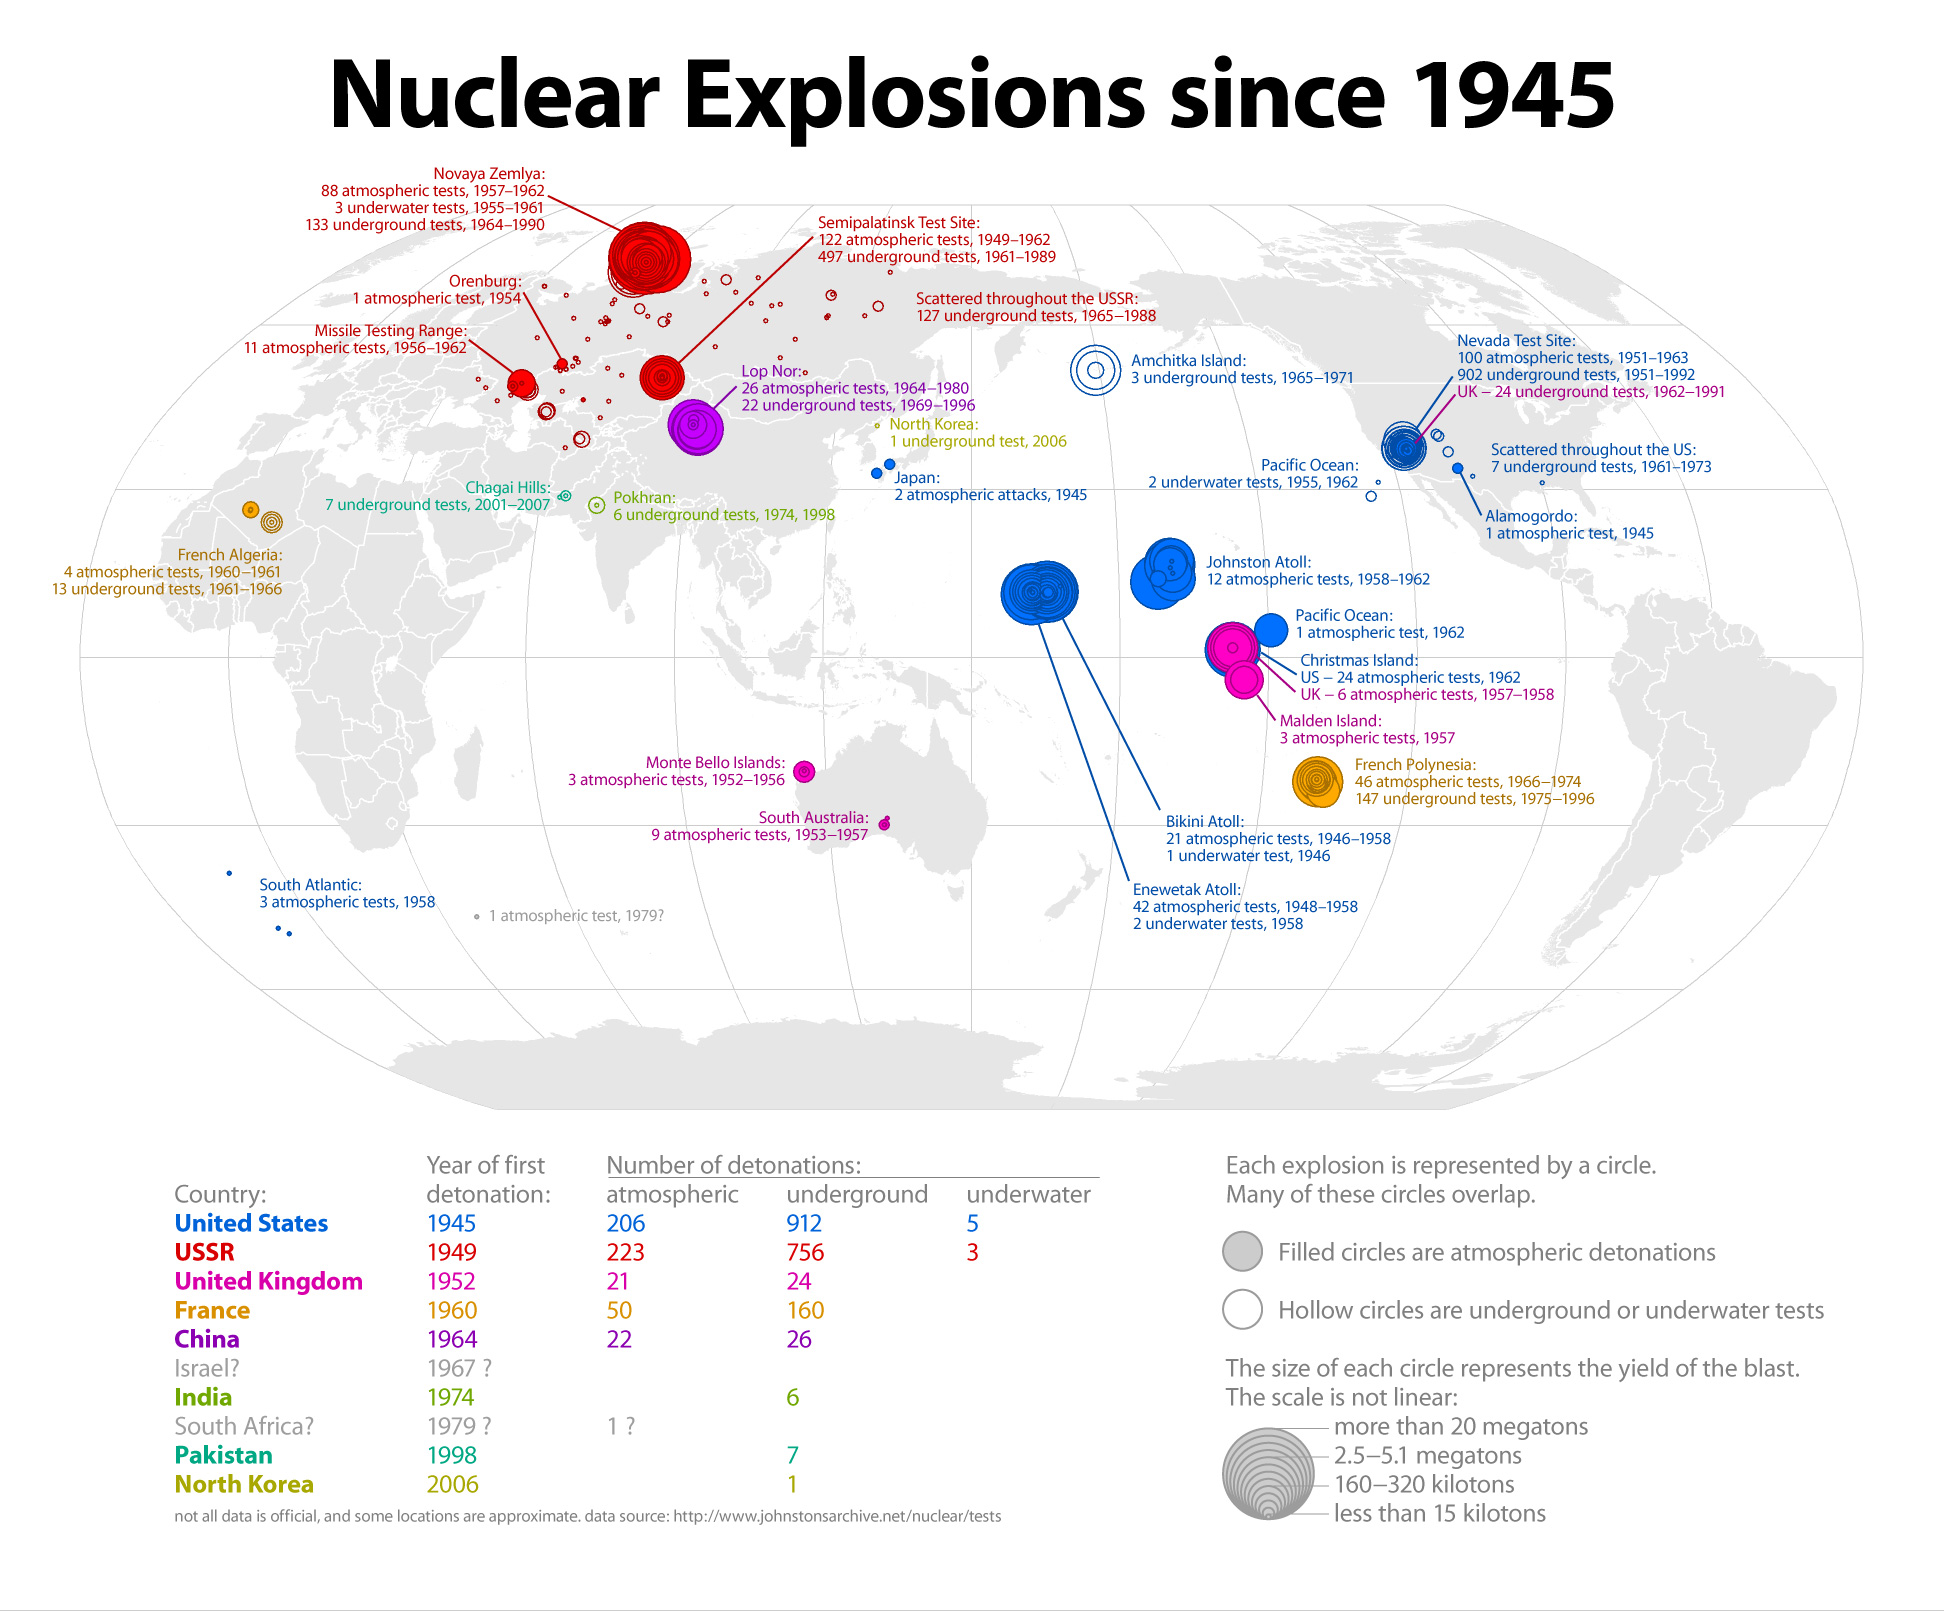 Nuclear Explosions since 1945
Novaya Zemlya:
88 atmospheric tests, 1957–1962
3 underwater tests, 1955–1961
133 underground tests, 1964–1990
Semipalatinsk Test Site:
122 atmospheric tests, 1949–1962
497 underground tests, 1961–1989
Orenburg:
1 atmospheric test, 1954
Scattered throughout the USSR:
127 underground tests, 1965–1988
Missile Testing Range:
11 atmospheric tests, 1956–1962
Nevada Test Site:
100 atmospheric tests, 1951–1963
902 underground tests, 1951–1992
UK – 24 underground tests, 1962–1991
Amchitka Island:
3 underground tests, 1965–1971
Lop Nor:
26 atmospheric tests, 1964–1980
22 underground tests, 1969–1996
North Korea:
1 underground test, 2006
Scattered throughout the US:
7 underground tests, 1961–1973
Pacific Ocean:
2 underwater tests, 1955, 1962
Japan:
2 atmospheric attacks, 1945
Chagai Hills:
7 underground tests, 2001–2007
Pokhran:
6 underground tests, 1974, 1998
Alamogordo:
1 atmospheric test, 1945
French Algeria:
4 atmospheric tests, 1960–1961
13 underground tests, 1961–1966
Johnston Atoll:
12 atmospheric tests, 1958–1962
Pacific Ocean:
1 atmospheric test, 1962
Christmas Island:
US – 24 atmospheric tests, 1962
UK – 6 atmospheric tests, 1957–1958
Malden Island:
3 atmospheric tests, 1957
Monte Bello Islands:
3 atmospheric tests, 1952–1956
French Polynesia:
46 atmospheric tests, 1966–1974
147 underground tests, 1975–1996
South Australia:
9 atmospheric tests, 1953–1957
Bikini Atoll:
21 atmospheric tests, 1946–1958
1 underwater test, 1946
South Atlantic:
3 atmospheric tests, 1958
1 atmospheric test, 1979?
Enewetak Atoll:
42 atmospheric tests, 1948–1958
2 underwater tests, 1958
Year of first Number of detonations:
Country: detonation: atmospheric underground underwater
United States 1945 206 912 5
USSR 1949 223 756 3
United Kingdom 1952 21 24
France 1960 50 160
China 1964 22 26
Israel? 1967 ?
India 1974 6
South Africa? 1979 ? 1 ?
Pakistan 1998 7
North Korea 2006 1
not all data is official, and some locations are approximate. data source: http://www.johnstonsarchive.net/nuclear/tests
Each explosion is represented by a circle.
Many of these circles overlap.
Filled circles are atmospheric detonations
Hollow circles are underground or underwater tests
The size of each circle represents the yield of the blast.
The scale is not linear:
more than 20 megatons
2.5–5.1 megatons
160–320 kilotons
less than 15 kilotons